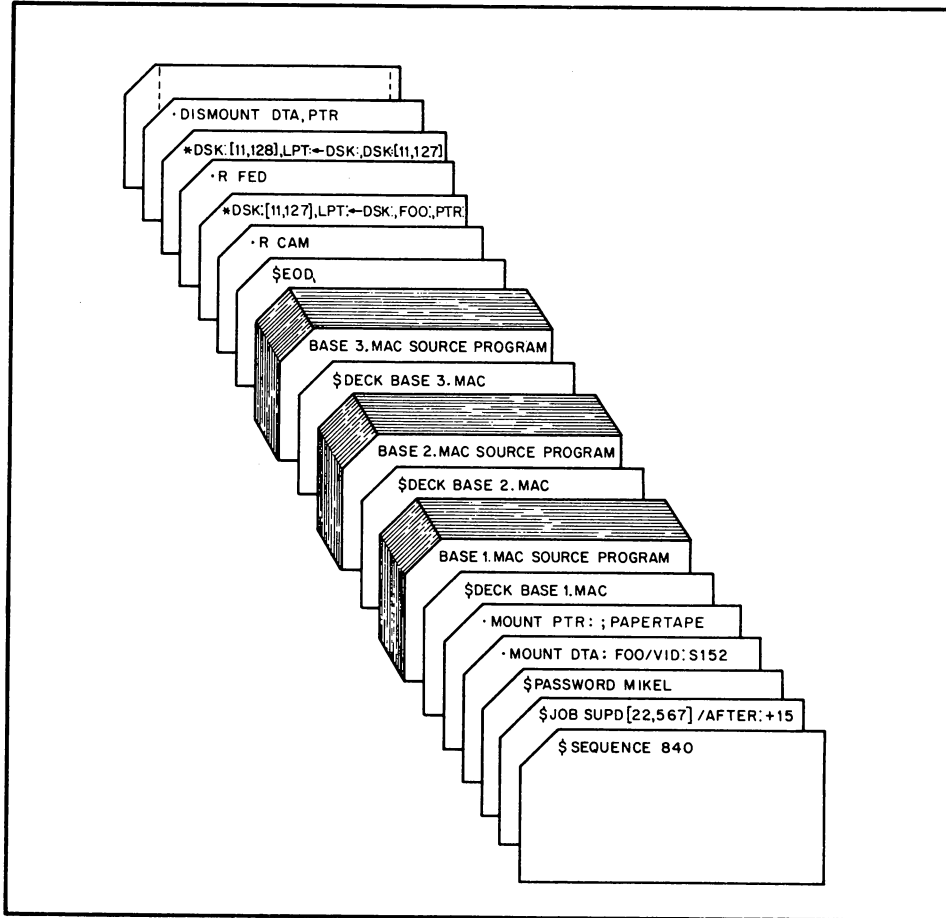 ·DISMOUNT DTA, PTR
*DSK:[11,128],LPT:←DSK:,DSK:[11,127]
·R FED
*DSK:[11,127],LPT:←DSK:,FOO:,PTR:
·R CAM
$EOD
BASE 3.MAC SOURCE PROGRAM
$DECK BASE 3.MAC
BASE 2.MAC SOURCE PROGRAM
$DECK BASE 2.MAC
BASE 1.MAC SOURCE PROGRAM
$DECK BASE 1.MAC
·MOUNT PTR: ; PAPERTAPE
·MOUNT DTA: FOO/VID:S152
$PASSWORD MIKEL
$JOB SUPD[22,567]/AFTER:+15
$SEQUENCE 840